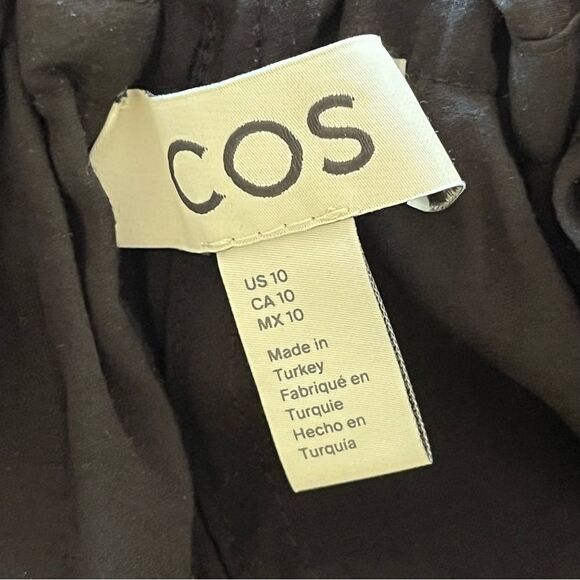 COS
US 10
CA 10
MX 10
Made in
Turkey
Fabriqué en
Turquie
Hecho en
Turquía